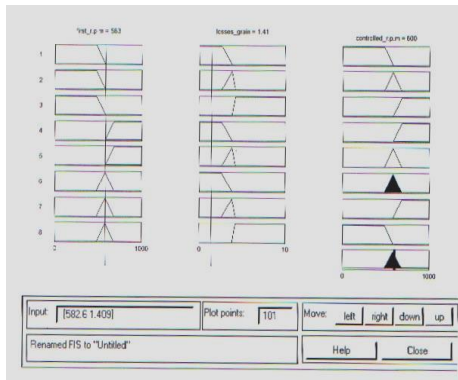 inst_r.p.m = 583
losses_grain = 1.41
controlled_r.p.m = 600
1
2
3
4
5
6
7
8
0 1000
0 10
0 1000
Input: [582.6 1.409]
Plot points: 101
Move: left right down up
Renamed FIS to "Untitled"
Help Close